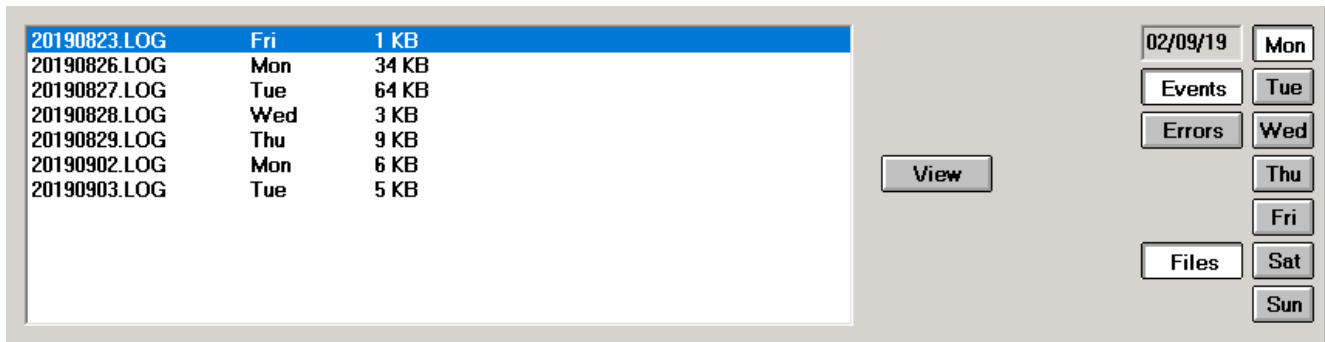 20190823.LOG Fri 1 KB
20190826.LOG Mon 34 KB
20190827.LOG Tue 64 KB
20190828.LOG Wed 3 KB
20190829.LOG Thu 9 KB
20190902.LOG Mon 6 KB
20190903.LOG Tue 5 KB
View
02/09/19 Mon
Events Tue
Errors Wed
Thu
Fri
Files Sat
Sun